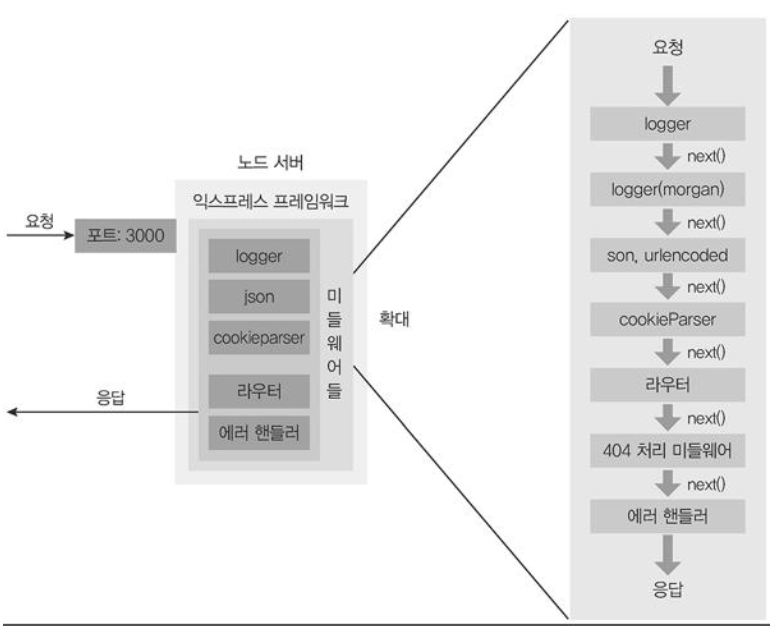 노드 서버
익스프레스 프레임워크
요청
포트: 3000
logger
json
cookieparser
라우터
에러 핸들러
미들웨어들
응답
확대
요청
logger
next()
logger(morgan)
next()
son, urlencoded
next()
cookieParser
next()
라우터
next()
404 처리 미들웨어
next()
에러 핸들러
응답